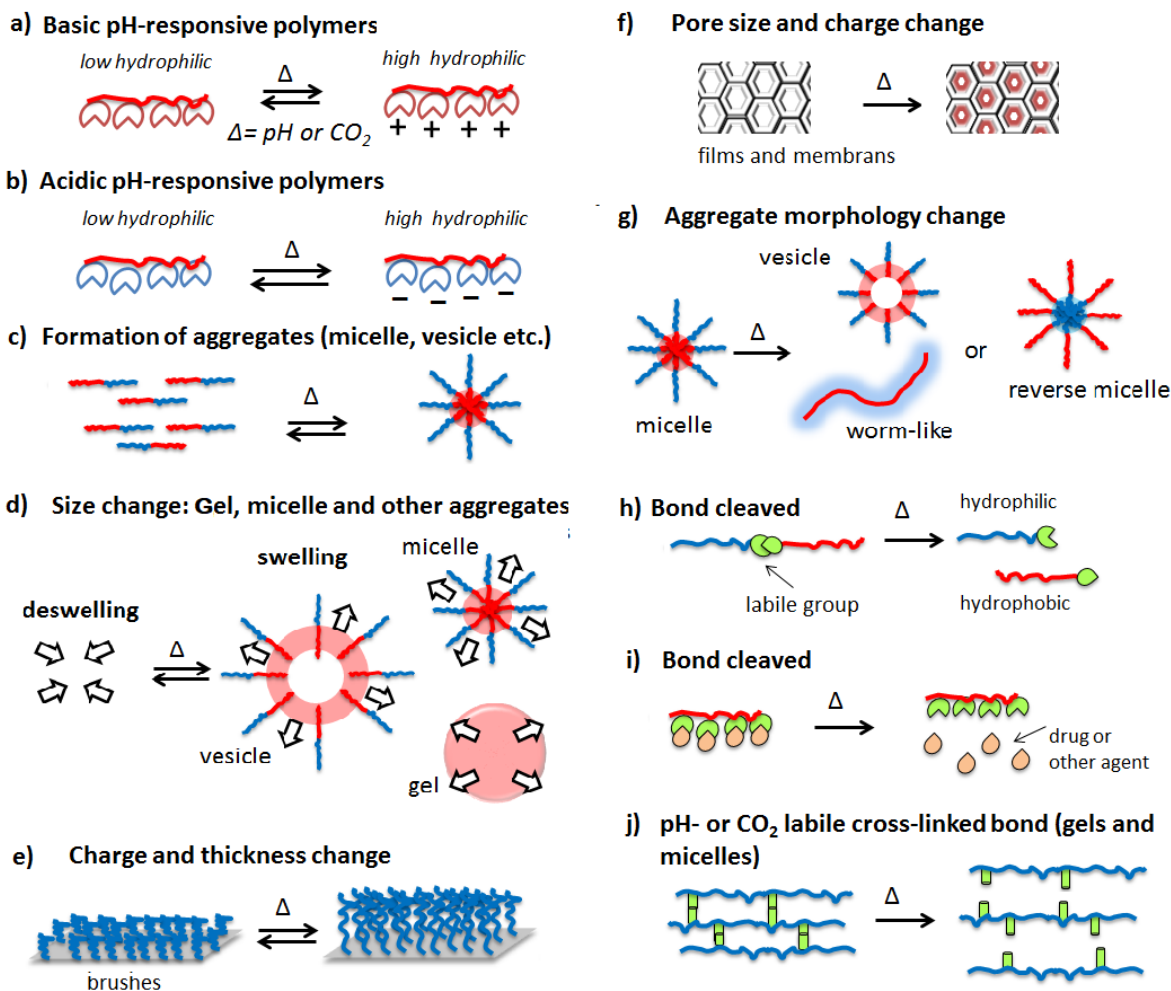 a) Basic pH-responsive polymers
low hydrophilic
Δ
high hydrophilic
Δ= pH or CO₂
+ + + +
b) Acidic pH-responsive polymers
low hydrophilic
Δ
high hydrophilic
– – – –
c) Formation of aggregates (micelle, vesicle etc.)
Δ
d) Size change: Gel, micelle and other aggregates
swelling
micelle
deswelling
Δ
vesicle
gel
e) Charge and thickness change
Δ
brushes
f) Pore size and charge change
Δ
films and membrans
g) Aggregate morphology change
vesicle
Δ
or
micelle
worm-like
reverse micelle
h) Bond cleaved
Δ
hydrophilic
labile group
hydrophobic
i) Bond cleaved
Δ
drug or
other agent
j) pH- or CO₂ labile cross-linked bond (gels and
micelles)
Δ